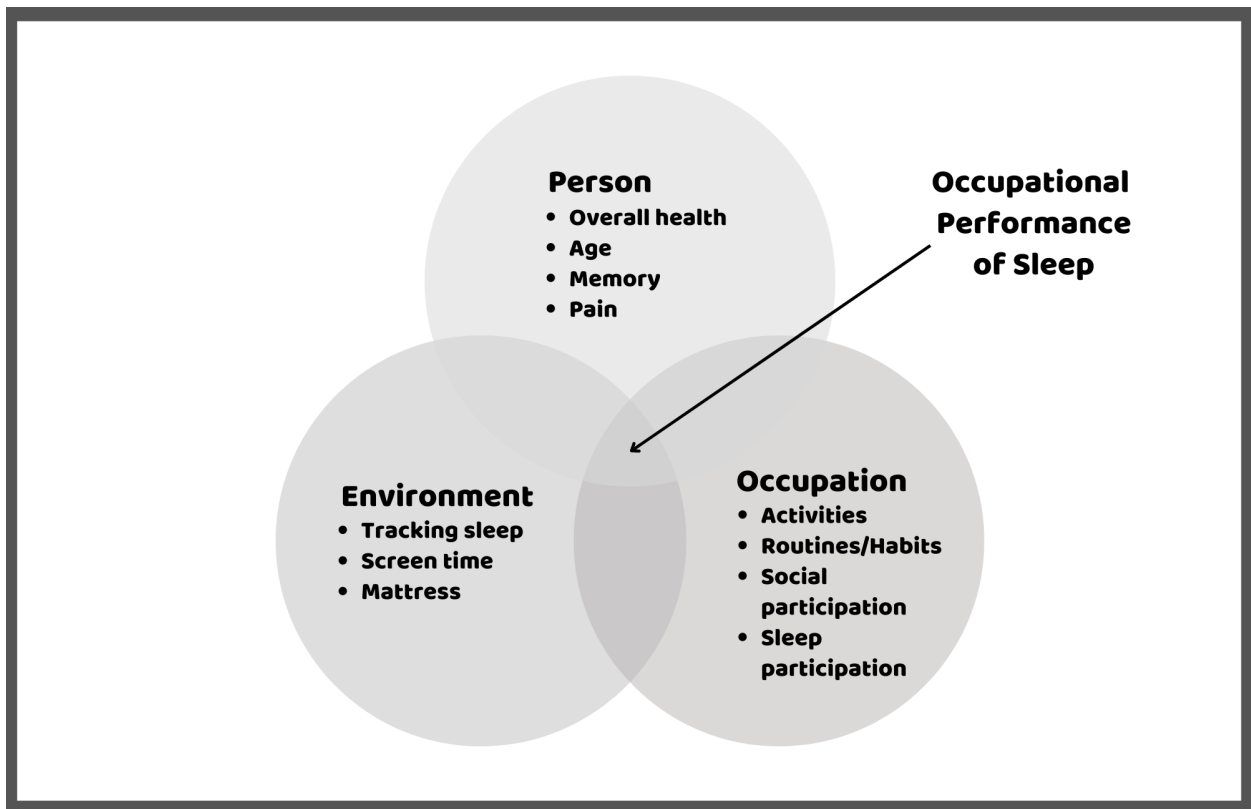 Person
• Overall health
• Age
• Memory
• Pain
Occupational
Performance
of Sleep
Environment
• Tracking sleep
• Screen time
• Mattress
Occupation
• Activities
• Routines/Habits
• Social
participation
• Sleep
participation